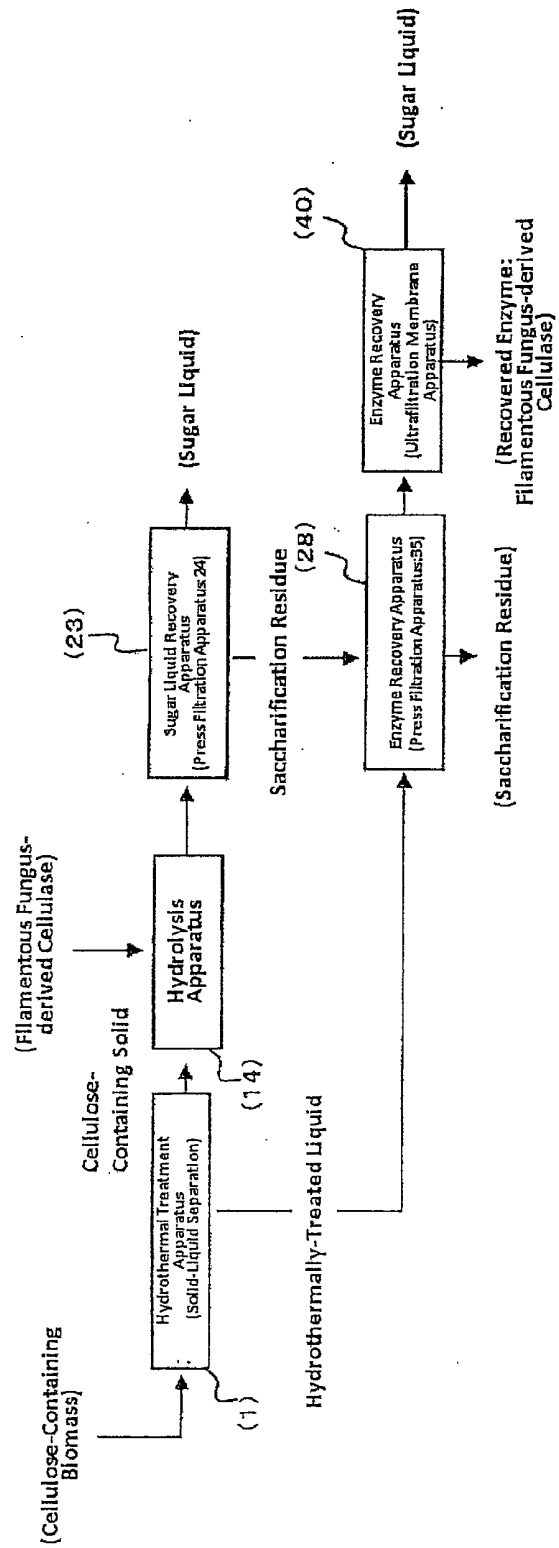 (Cellulose-Containing
Biomass)
Hydrothermal Treatment
Apparatus
(Solid-Liquid Separation)
(1)
Cellulose-
Containing Solid
Hydrothermally-Treated Liquid
(Filamentous Fungus-
derived Cellulase)
Hydrolysis
Apparatus
(14)
(23)
Sugar Liquid Recovery
Apparatus
(Press Filtration Apparatus:24)
(Sugar Liquid)
Saccharification Residue
(28)
Enzyme Recovery Apparatus
(Press Filtration Apparatus:35)
(Saccharification Residue)
(40)
Enzyme Recovery
Apparatus
(Ultrafiltration Membrane
Apparatus)
(Sugar Liquid)
(Recovered Enzyme:
Filamentous Fungus-derived
Cellulase)